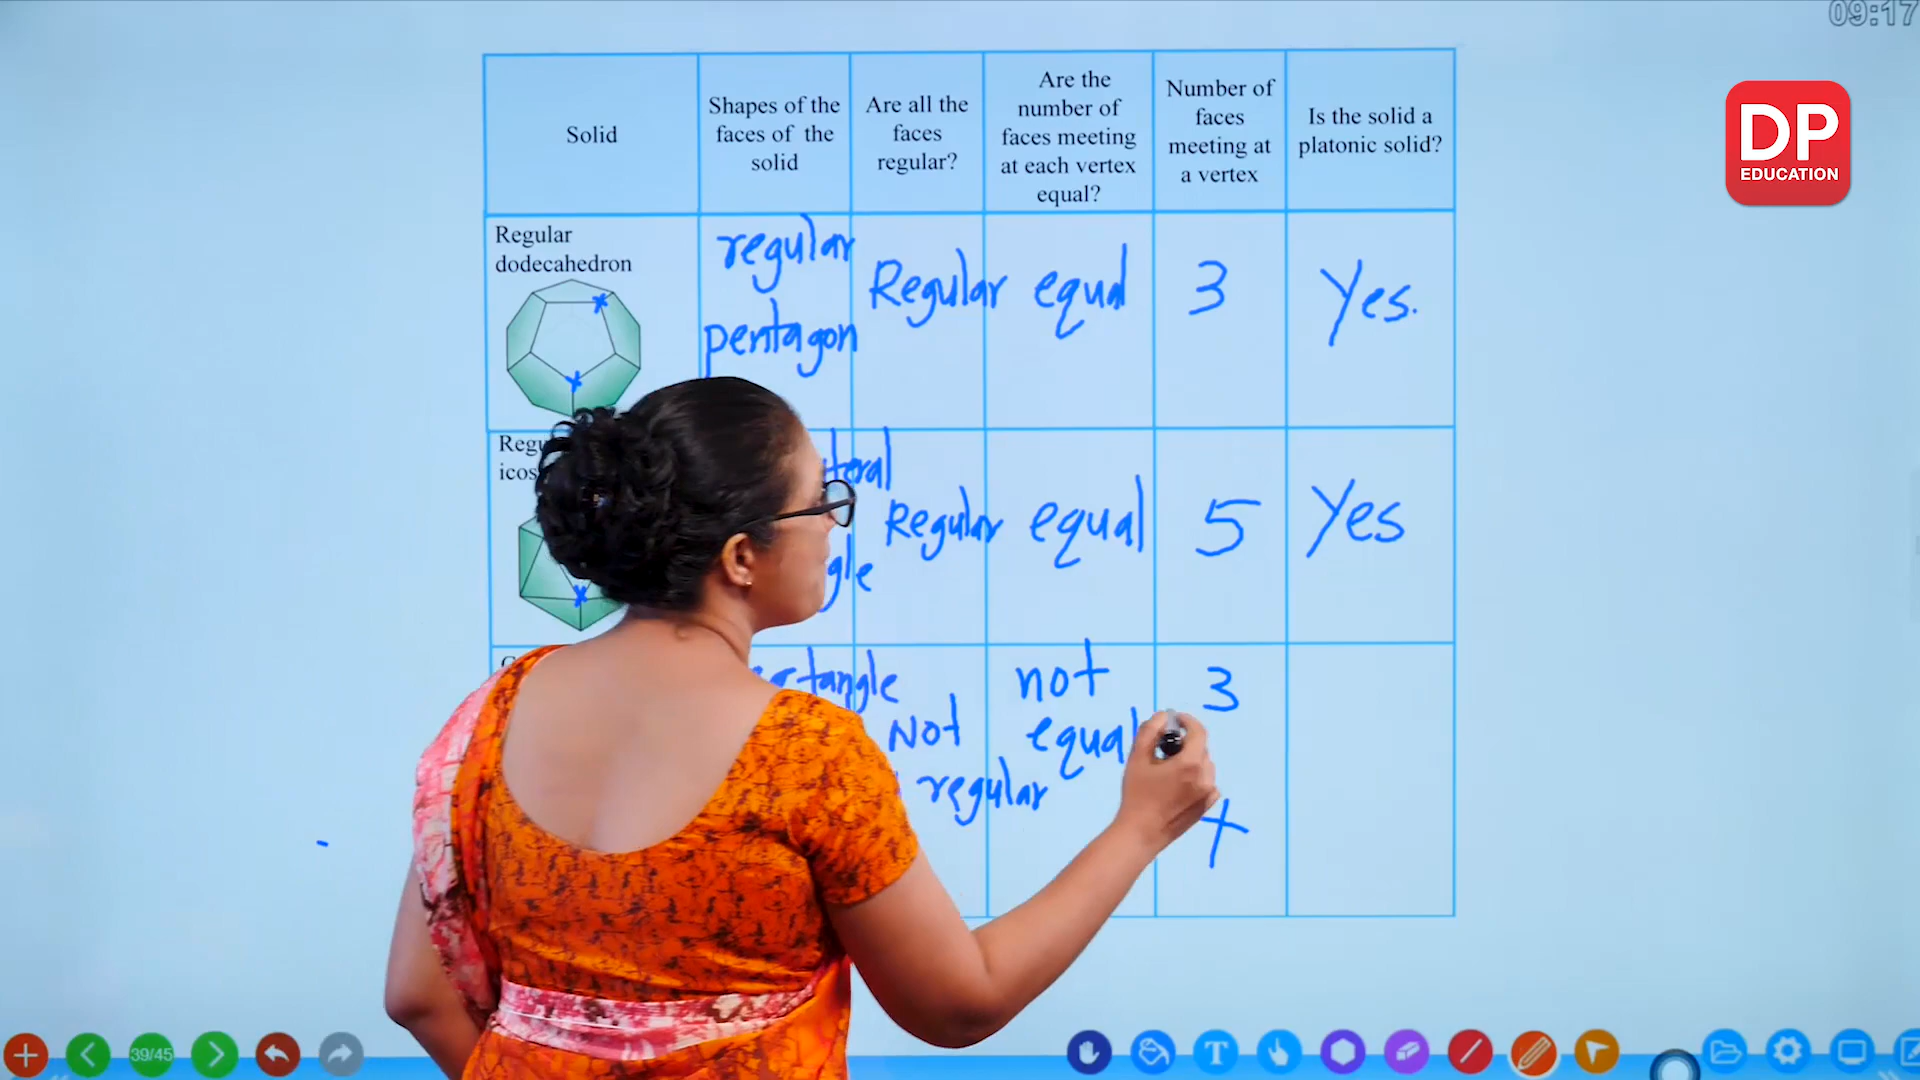 09:17
DP
EDUCATION
Solid
Shapes of the
faces of the
solid
Are all the
faces
regular?
Are the
number of
faces meeting
at each vertex
equal?
Number of
faces
meeting at
a vertex
Is the solid a
platonic solid?
Regular
dodecahedron
regular
pentagon
Regular
equal
3
Yes.
Regular
equal
5
Yes
Not
regular
not
equal
3
39/45